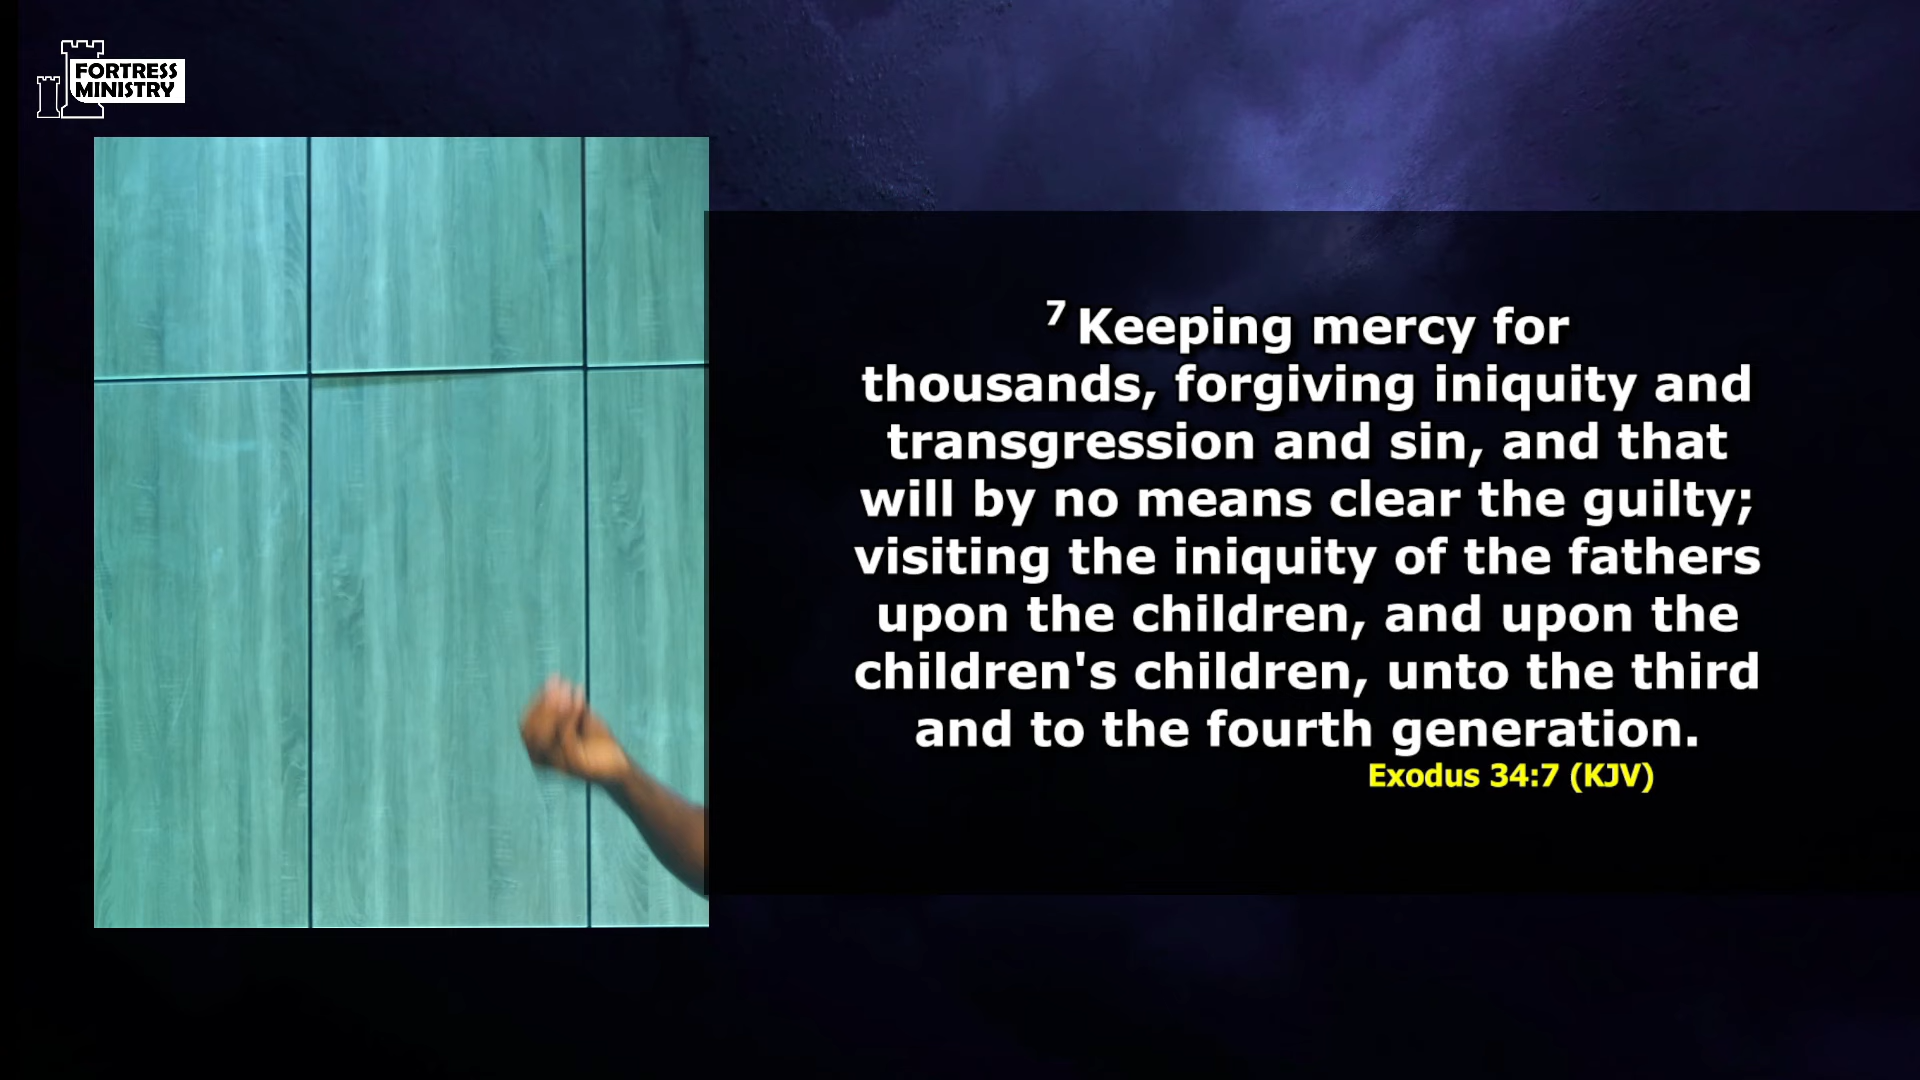 FORTRESS
MINISTRY
7 Keeping mercy for
thousands, forgiving iniquity and
transgression and sin, and that
will by no means clear the guilty;
visiting the iniquity of the fathers
upon the children, and upon the
children's children, unto the third
and to the fourth generation.
Exodus 34:7 (KJV)